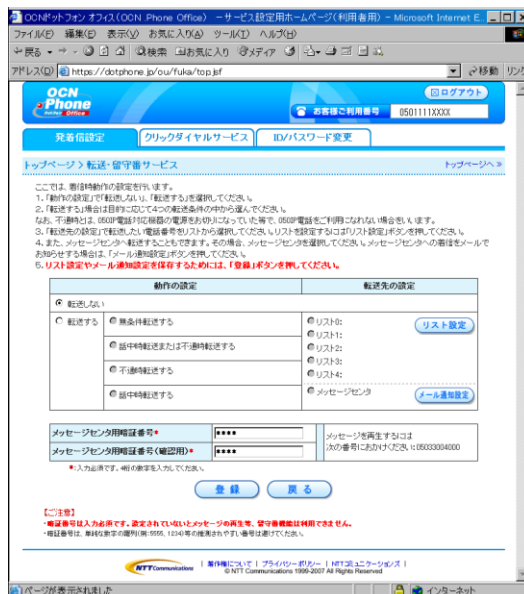 OCNドットフォン オフィス(OCN .Phone Office) －サービス設定用ホームページ(利用者用) - Microsoft Internet E..
ファイル(F) 編集(E) 表示(V) お気に入り(A) ツール(T) ヘルプ(H)
戻る 検索 お気に入り メディア
アドレス(D) https://dotphone.jp/ou/fuka/top.jsf 移動 リンク
OCN .Phone Office
ログアウト
お客様ご利用番号 0501111XXXX
発着信設定 クリックダイヤルサービス ID/パスワード変更
トップページ > 転送・留守番サービス トップページへ»
ここでは、着信時動作の設定を行います。
1.「動作の設定」で「転送しない」、「転送する」を選択してください。
2.「転送する」場合は目的に応じて4つの転送条件の中から選んでください。
なお、不通時とは、050IP電話対応機器の電源をお切りになっていた等で、050IP電話をご利用になれない場合をいいます。
3.「転送先の設定」で転送したい電話番号をリストから選択してください。リストを設定するには「リスト設定」ボタンを押してください。
4.また、メッセージセンタへ転送することもできます。その場合、メッセージセンタを選択してください。メッセージセンタへの着信をメールで
お知らせする場合は、「メール通知設定」ボタンを押してください。
5.リスト設定やメール通知設定を保存するためには、「登録」ボタンを押してください。
動作の設定 転送先の設定
転送しない
転送する 無条件転送する
話中時転送または不通時転送する
不通時転送する
話中時転送する
リスト0: リスト設定
リスト1:
リスト2:
リスト3:
リスト4:
メッセージセンタ メール通知設定
メッセージセンタ用暗証番号* ****
メッセージセンタ用暗証番号(確認用)* ****
メッセージを再生するには
次の番号におかけください:05033004000
*:入力必須です。4桁の数字を入力してください。
登録 戻る
【ご注意】
・暗証番号は入力必須です。設定されていないとメッセージの再生等、留守番機能は利用できません。
・暗証番号は、単純な数字の羅列(例:5555, 1234)等の推測されやすい番号は避けてください。
NTT Communications | 著作権について | プライバシーポリシー | NTTコミュニケーションズ |
© NTT Communications 1999-2007 All Rights Reserved
ページが表示されました インターネット